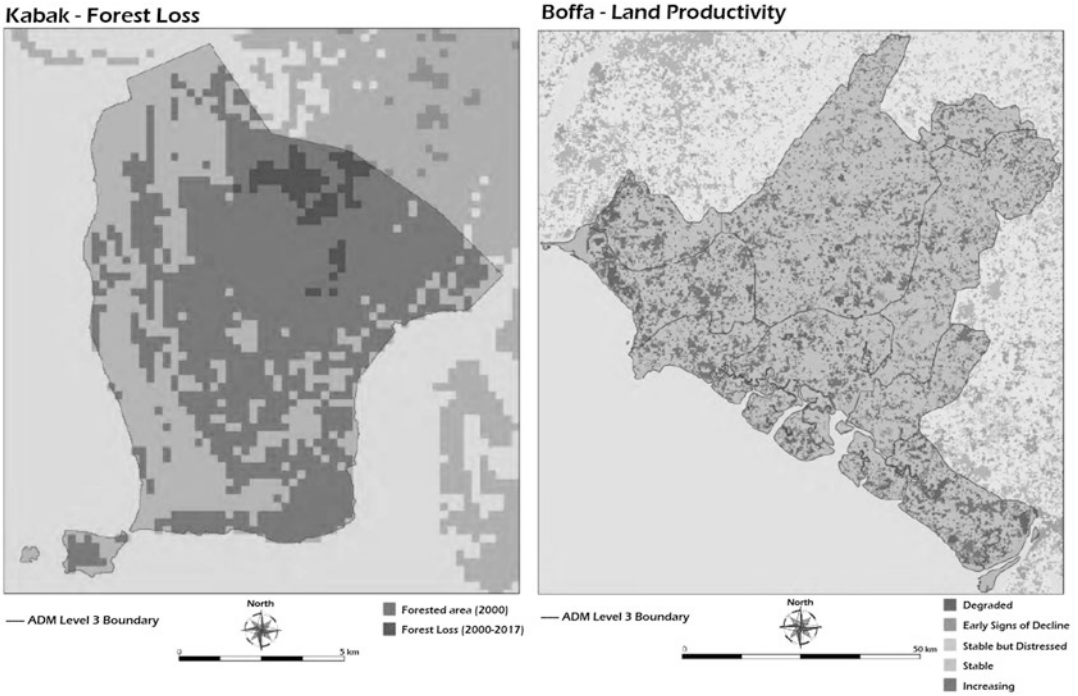 Kabak - Forest Loss
Boffa - Land Productivity
ADM Level 3 Boundary
North
0 5 km
Forested area (2000)
Forest Loss (2000-2017)
ADM Level 3 Boundary
North
0 50 km
Degraded
Early Signs of Decline
Stable but Distressed
Stable
Increasing